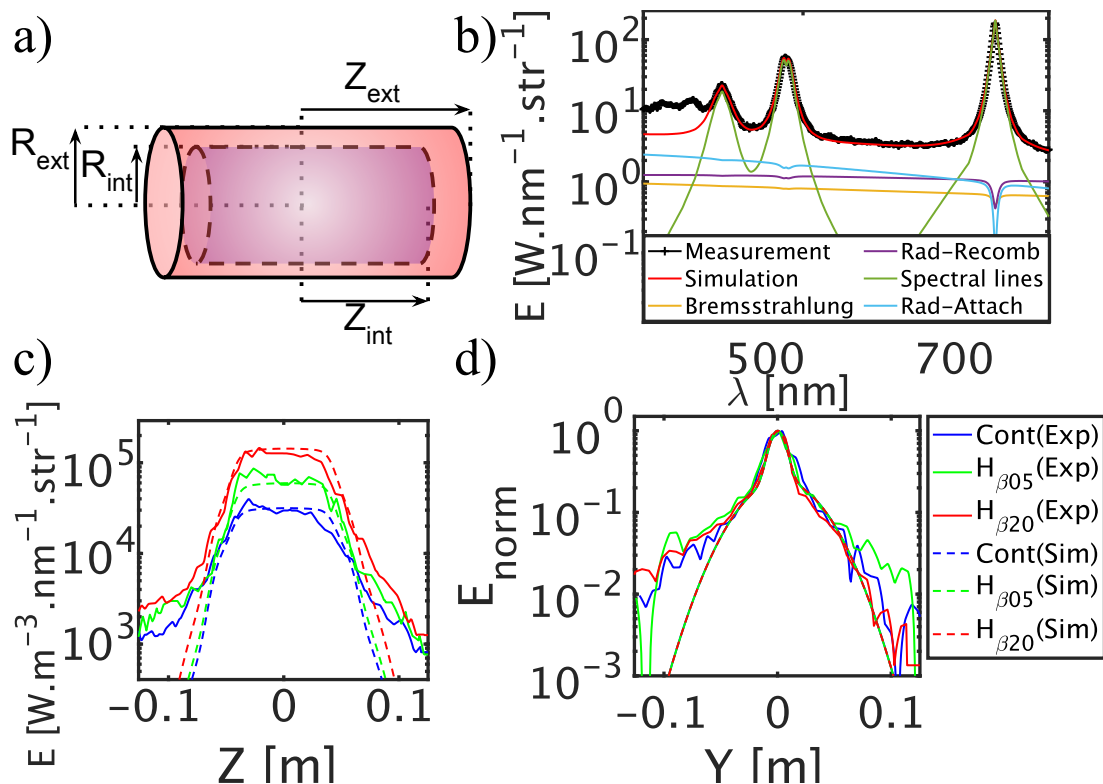 a)
Z_ext
R_ext
R_int
Z_int
b)
E [W.nm^−1.str^−1]
10^2
10^1
10^0
10^−1
Measurement
Rad−Recomb
Simulation
Spectral lines
Bremsstrahlung
Rad−Attach
500
700
λ [nm]
c)
E [W.m^−3.nm^−1.str^−1]
10^5
10^4
10^3
−0.1
0
0.1
Z [m]
d)
E_norm
10^0
10^−1
10^−2
10^−3
−0.1
0
0.1
Y [m]
Cont(Exp)
H_β05(Exp)
H_β20(Exp)
Cont(Sim)
H_β05(Sim)
H_β20(Sim)